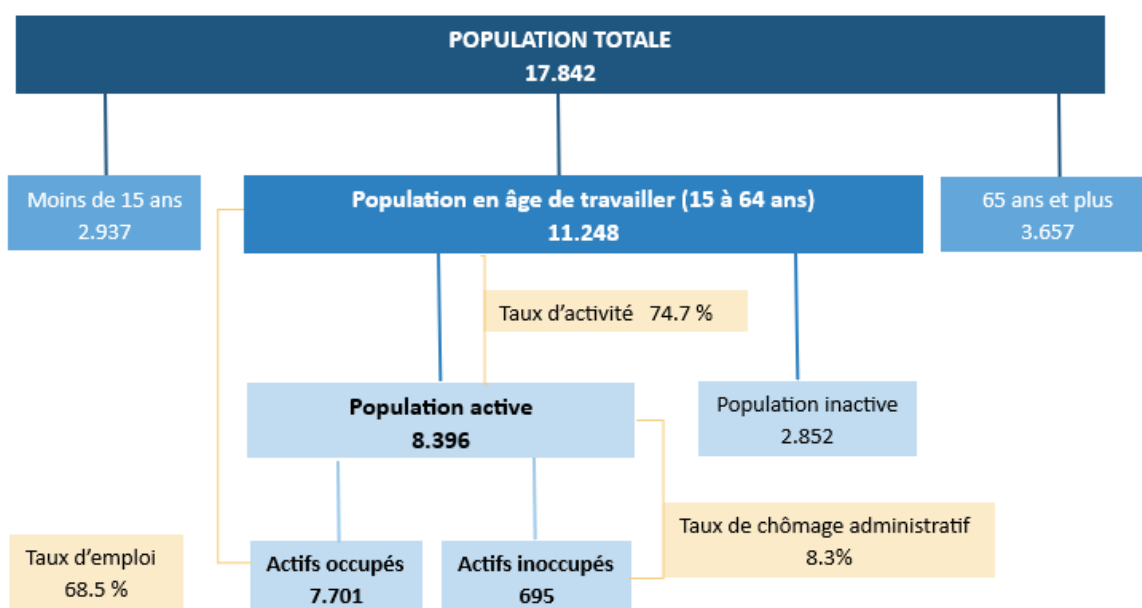 POPULATION TOTALE
17.842
Moins de 15 ans
2.937
Population en âge de travailler (15 à 64 ans)
11.248
65 ans et plus
3.657
Taux d’activité 74.7 %
Population active
8.396
Population inactive
2.852
Taux de chômage administratif
8.3%
Taux d’emploi
68.5 %
Actifs occupés
7.701
Actifs inoccupés
695